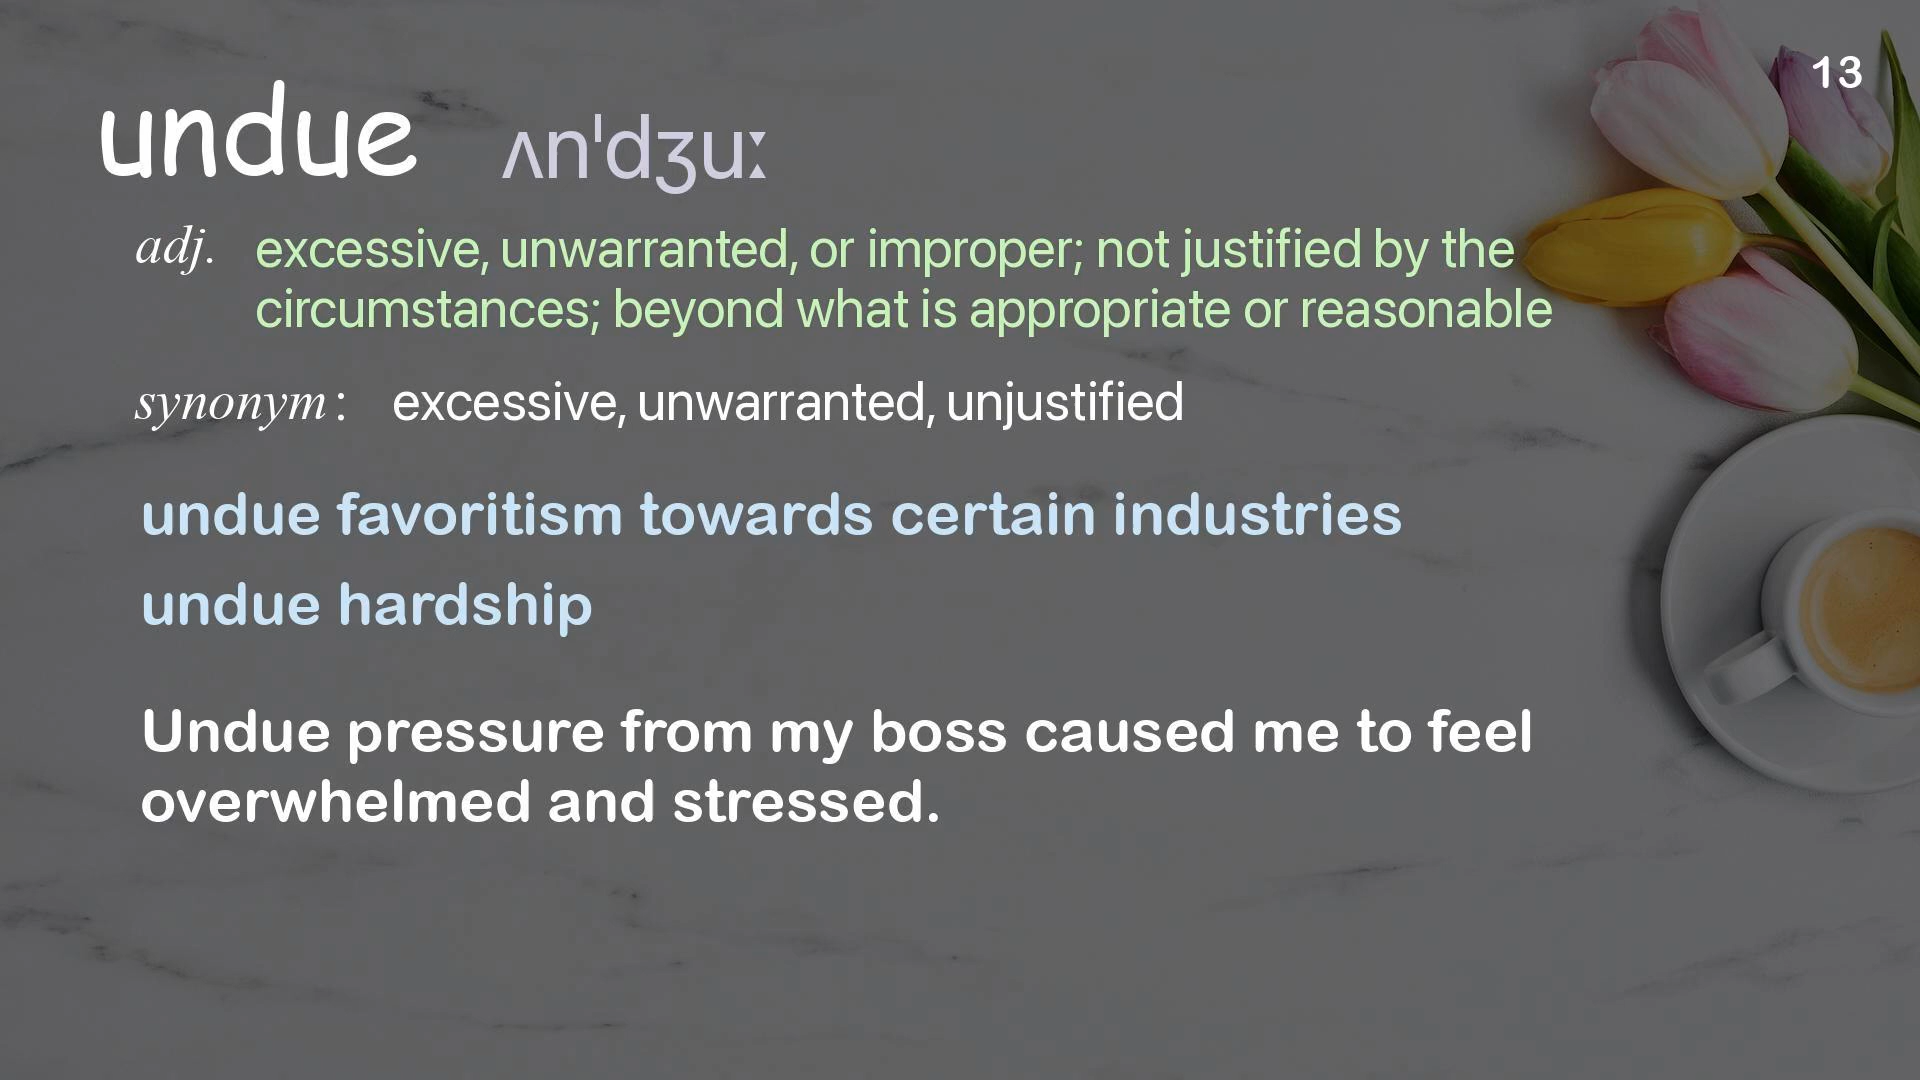 13
undue ʌnˈdʒuː
adj. excessive, unwarranted, or improper; not justified by the
circumstances; beyond what is appropriate or reasonable
synonym : excessive, unwarranted, unjustified
undue favoritism towards certain industries
undue hardship
Undue pressure from my boss caused me to feel
overwhelmed and stressed.